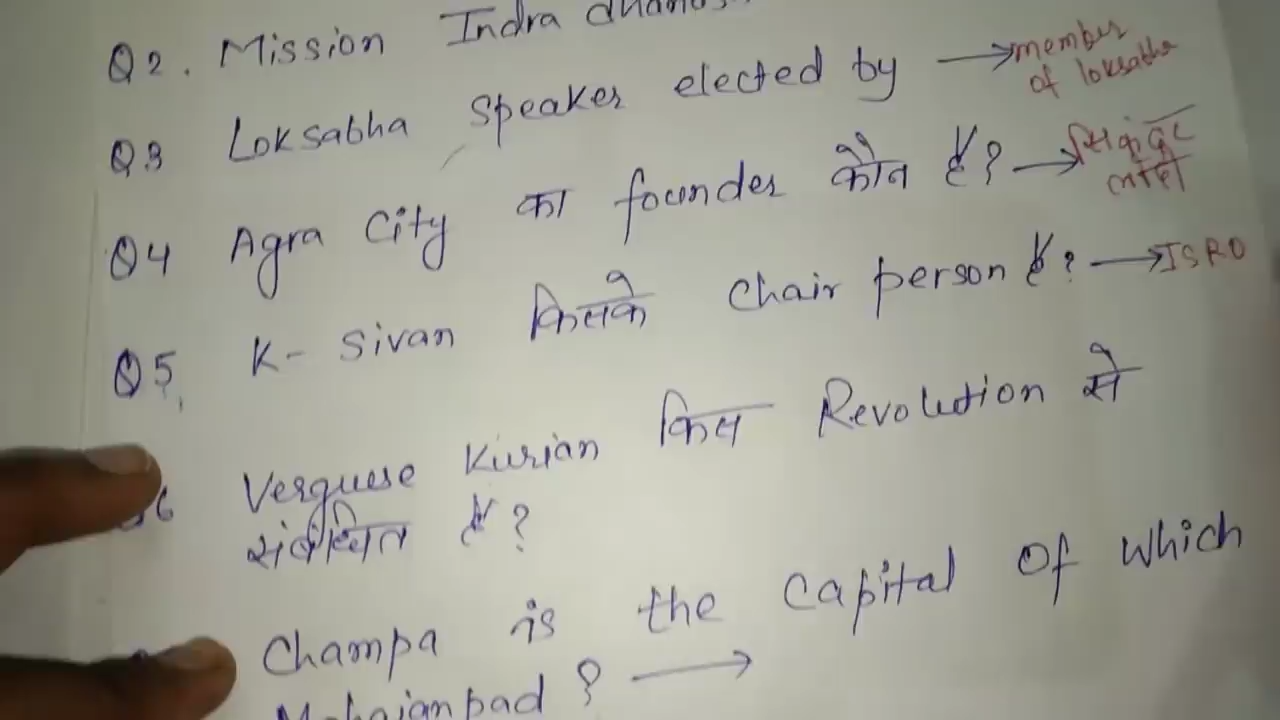 Q2. Mission Indra
Q3 Loksabha Speaker elected by → member of loksabha
Q4 Agra City का founder कौन है? → सिकंदर लोदी
Q5. K- Sivan किसके Chair person है? → ISRO
Verguese Kurian किस Revolution से
संबंधित है?
Champa is the Capital of which
Mahajanpad ? →